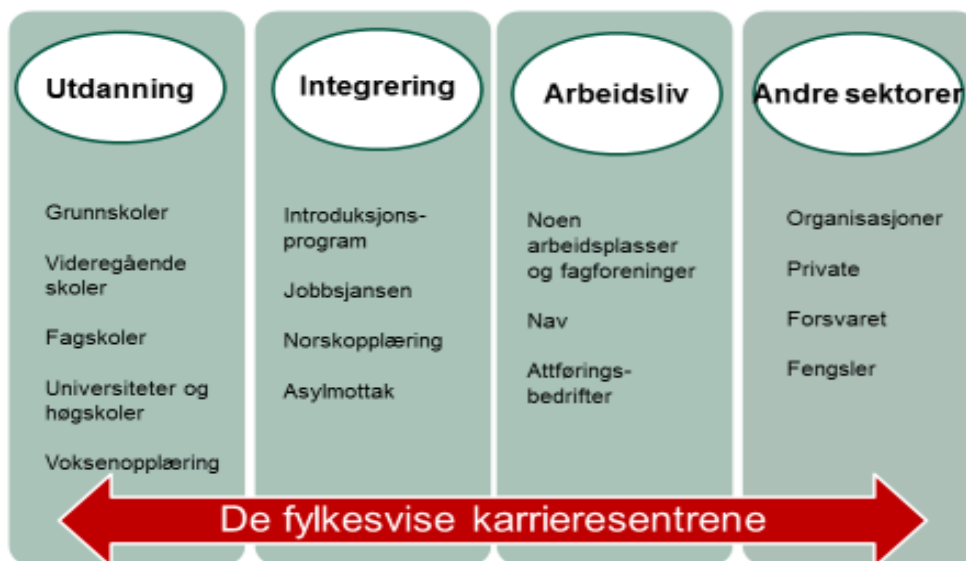 Utdanning
Grunnskoler
Videregående
skoler
Fagskoler
Universiteter og
høgskoler
Voksenopplæring
Integrering
Introduksjons-
program
Jobbsjansen
Norskopplæring
Asylmottak
Arbeidsliv
Noen
arbeidsplasser
og fagforeninger
Nav
Attførings-
bedrifter
Andre sektorer
Organisasjoner
Private
Forsvaret
Fengsler
De fylkesvise karrieresentrene